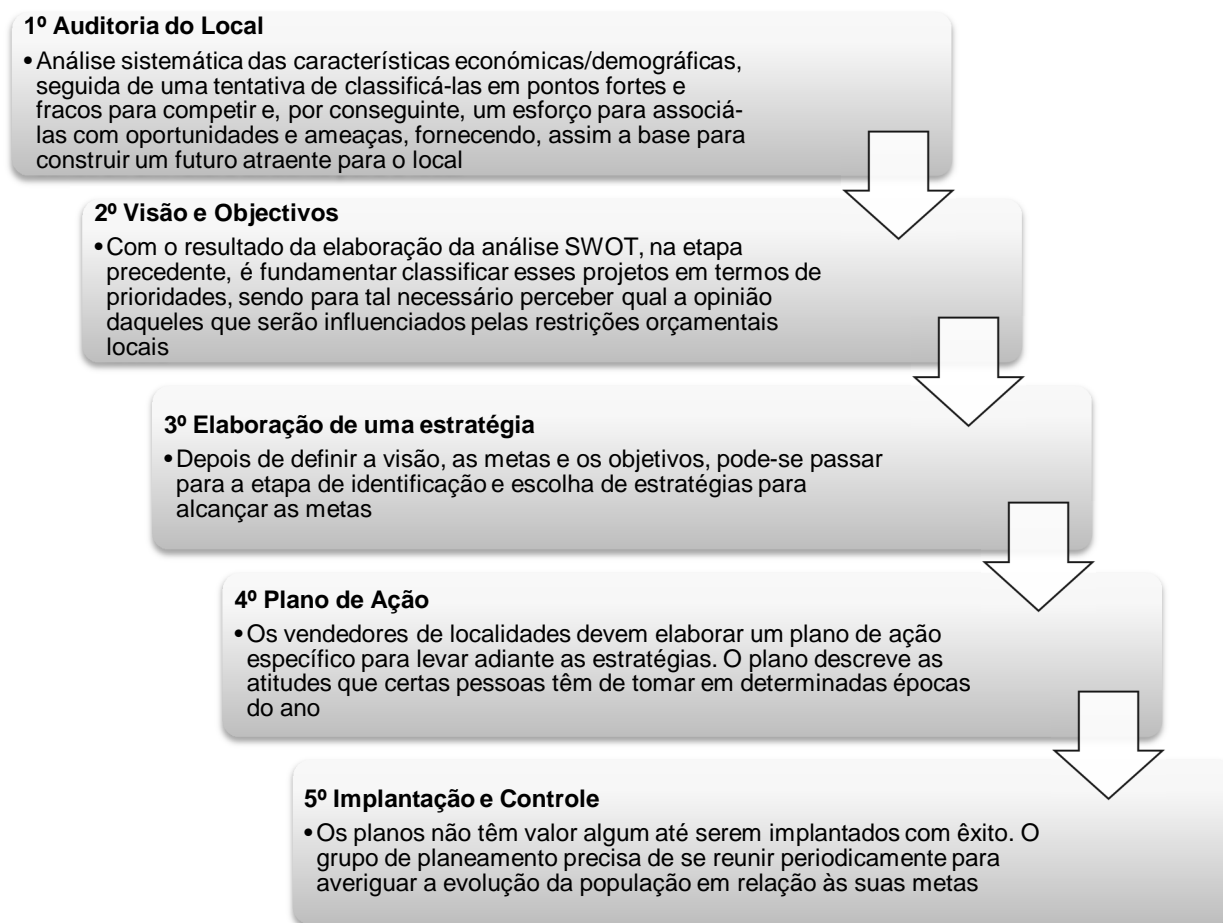 1º Auditoria do Local
•Análise sistemática das características económicas/demográficas,
seguida de uma tentativa de classificá-las em pontos fortes e
fracos para competir e, por conseguinte, um esforço para associá-
las com oportunidades e ameaças, fornecendo, assim a base para
construir um futuro atraente para o local
2º Visão e Objectivos
•Com o resultado da elaboração da análise SWOT, na etapa
precedente, é fundamentar classificar esses projetos em termos de
prioridades, sendo para tal necessário perceber qual a opinião
daqueles que serão influenciados pelas restrições orçamentais
locais
3º Elaboração de uma estratégia
•Depois de definir a visão, as metas e os objetivos, pode-se passar
para a etapa de identificação e escolha de estratégias para
alcançar as metas
4º Plano de Ação
•Os vendedores de localidades devem elaborar um plano de ação
específico para levar adiante as estratégias. O plano descreve as
atitudes que certas pessoas têm de tomar em determinadas épocas
do ano
5º Implantação e Controle
•Os planos não têm valor algum até serem implantados com êxito. O
grupo de planeamento precisa de se reunir periodicamente para
averiguar a evolução da população em relação às suas metas